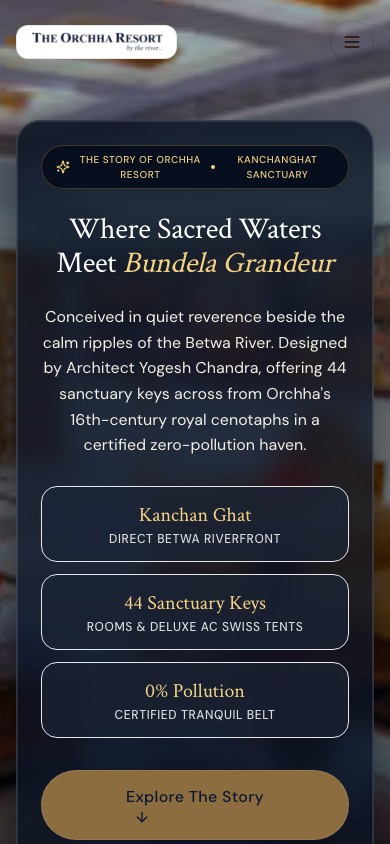 THE ORCHHA RESORT
by the river...
THE STORY OF ORCHHA
RESORT
•
KANCHANGHAT
SANCTUARY
Where Sacred Waters
Meet Bundela Grandeur
Conceived in quiet reverence beside the
calm ripples of the Betwa River. Designed
by Architect Yogesh Chandra, offering 44
sanctuary keys across from Orchha's
16th-century royal cenotaphs in a
certified zero-pollution haven.
Kanchan Ghat
DIRECT BETWA RIVERFRONT
44 Sanctuary Keys
ROOMS & DELUXE AC SWISS TENTS
0% Pollution
CERTIFIED TRANQUIL BELT
Explore The Story
↓